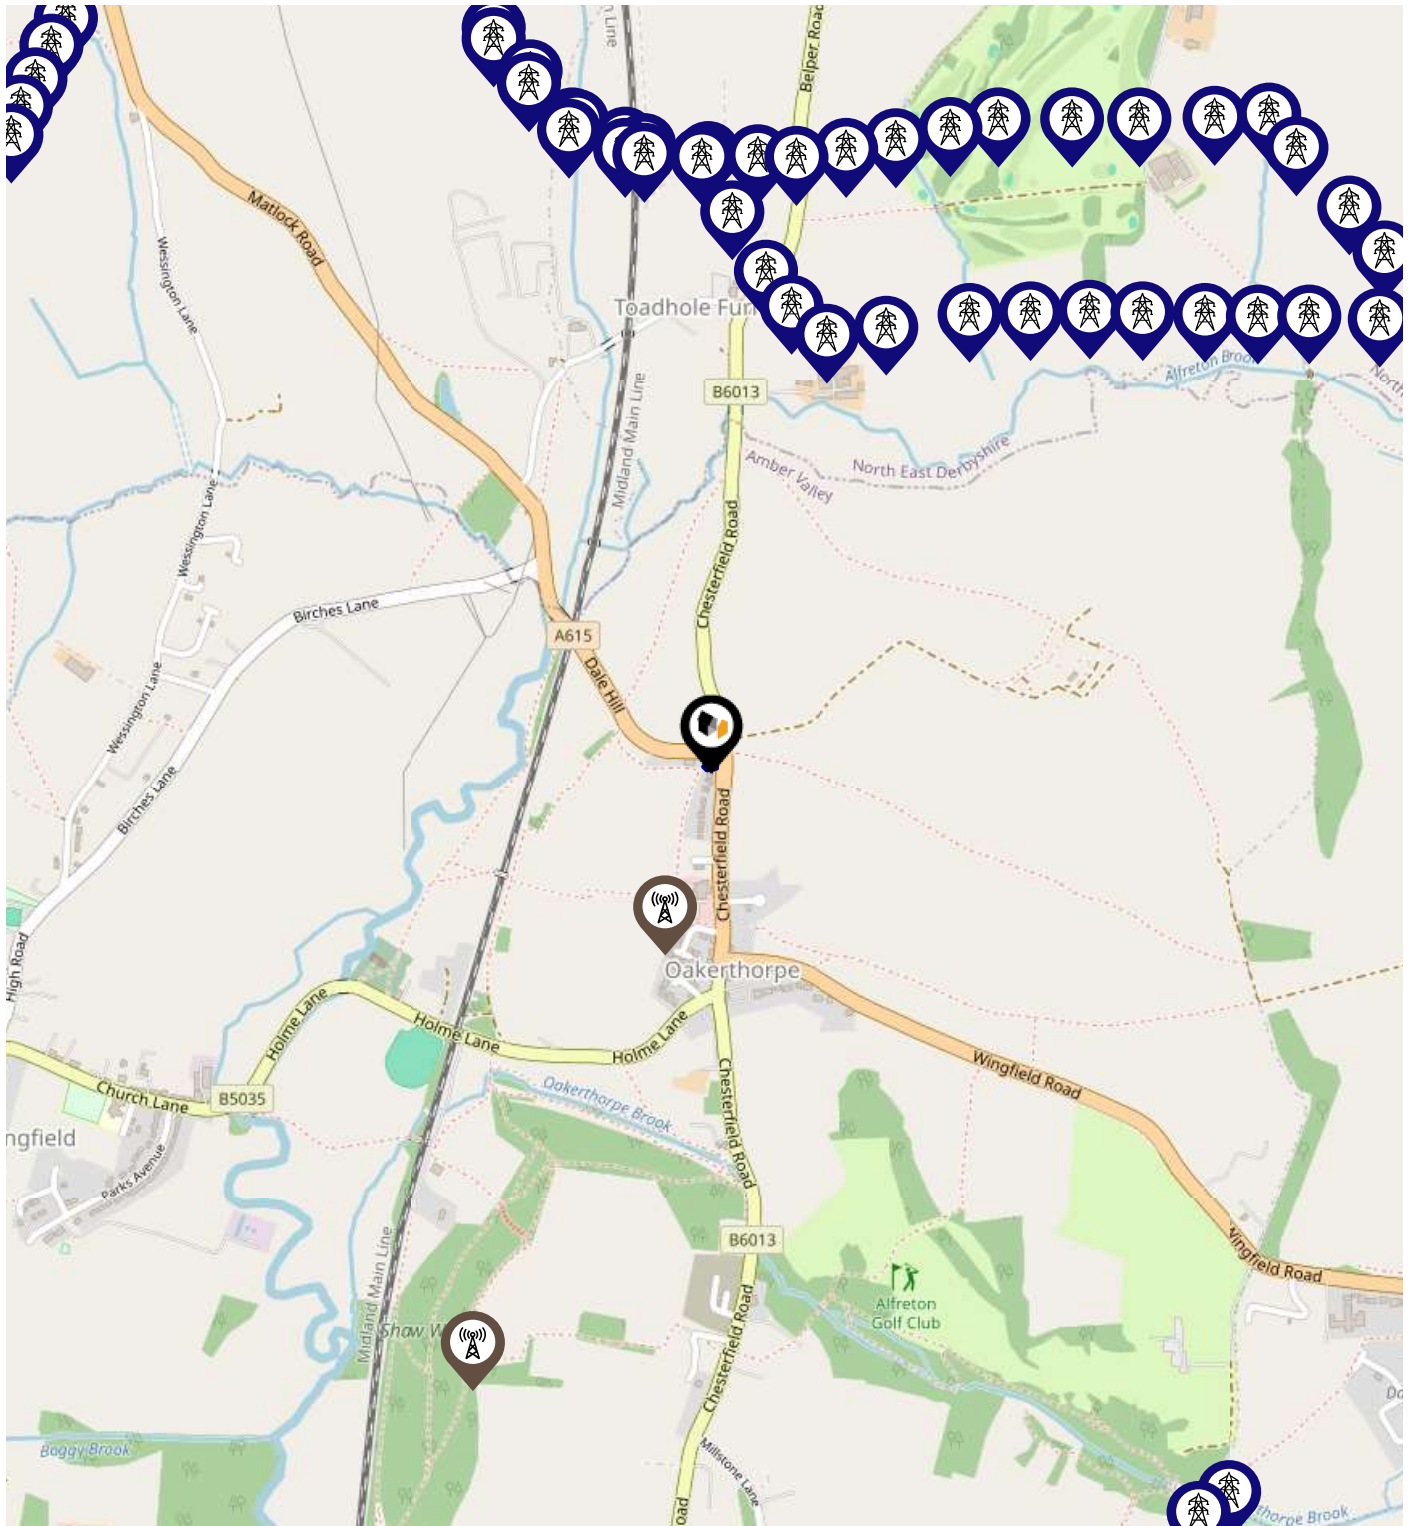 n Line
Belper Road
Matlock Road
Wessington Lane
Toadhole Fur
B6013
Alfreton Brook
North
Midland Main Line
Amber Valley
North East Derbyshire
Wessington Lane
Chesterfield Road
Birches Lane
A615
Dale Hill
Wessington Lane
Birches Lane
Chesterfield Road
High Road
Oakerthorpe
Holme Lane
Holme Lane
Holme Lane
Wingfield Road
Church Lane
B5035
Oakerthorpe Brook
Chesterfield Road
ngfield
Parks Avenue
B6013
Wingfield Road
Midland Main Line
Alfreton
Golf Club
Shaw W
Chesterfield Road
Boggy Brook
Millstone Lane
oad
thorpe Brook